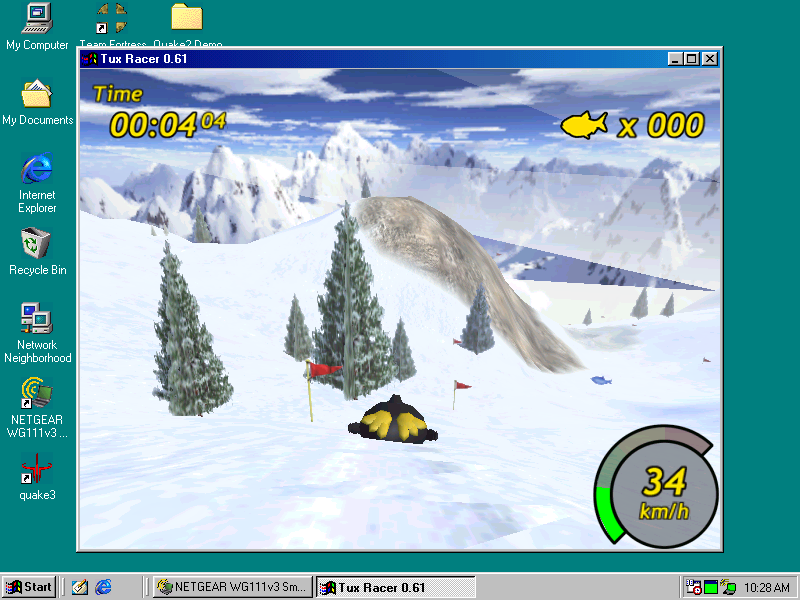 My Computer
Team Fortress
Quake2 Demo
Tux Racer 0.61
Time
00:04 04
x 000
My Documents
Internet
Explorer
Recycle Bin
Network
Neighborhood
NETGEAR
WG111v3 ...
quake3
34
km/h
Start
NETGEAR WG111v3 Sm...
Tux Racer 0.61
10:28 AM